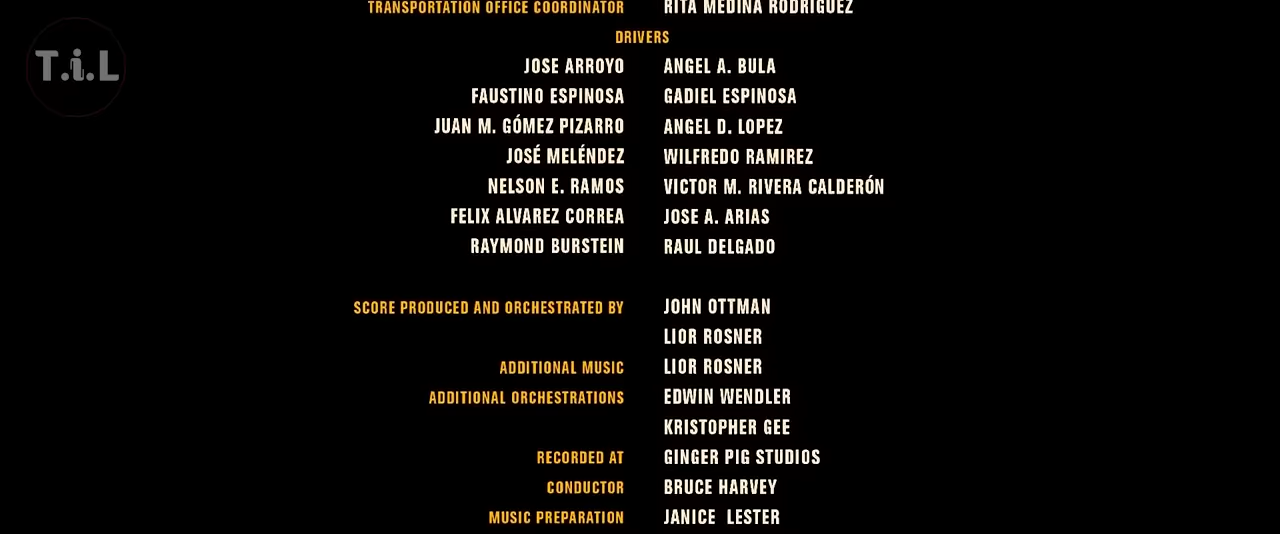 TRANSPORTATION OFFICE COORDINATOR RITA MEDINA RODRIGUEZ
T.i.L
DRIVERS
JOSE ARROYO ANGEL A. BULA
FAUSTINO ESPINOSA GADIEL ESPINOSA
JUAN M. GÓMEZ PIZARRO ANGEL D. LOPEZ
JOSÉ MELÉNDEZ WILFREDO RAMIREZ
NELSON E. RAMOS VICTOR M. RIVERA CALDERÓN
FELIX ALVAREZ CORREA JOSE A. ARIAS
RAYMOND BURSTEIN RAUL DELGADO
SCORE PRODUCED AND ORCHESTRATED BY JOHN OTTMAN
LIOR ROSNER
ADDITIONAL MUSIC LIOR ROSNER
ADDITIONAL ORCHESTRATIONS EDWIN WENDLER
KRISTOPHER GEE
RECORDED AT GINGER PIG STUDIOS
CONDUCTOR BRUCE HARVEY
MUSIC PREPARATION JANICE LESTER